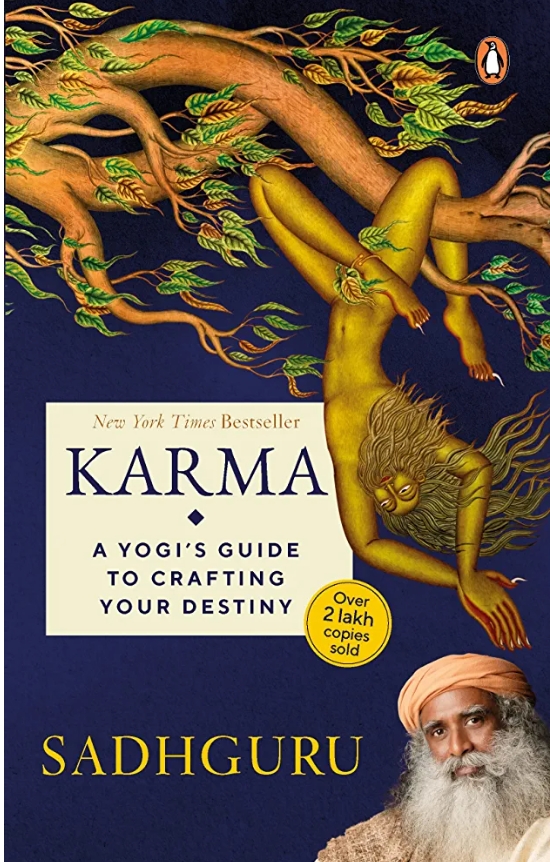 New York Times Bestseller
KARMA
A YOGI'S GUIDE
TO CRAFTING
YOUR DESTINY
Over
2 lakh
copies
sold
SADHGURU